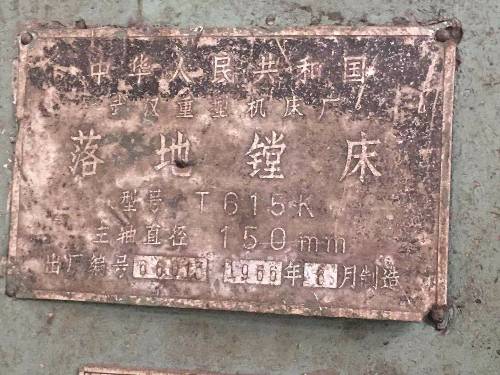 中华人民共和国
武汉重型机床厂
落地镗床
型号 T615K
主轴直径 150mm
出厂编号 1966年 月制造